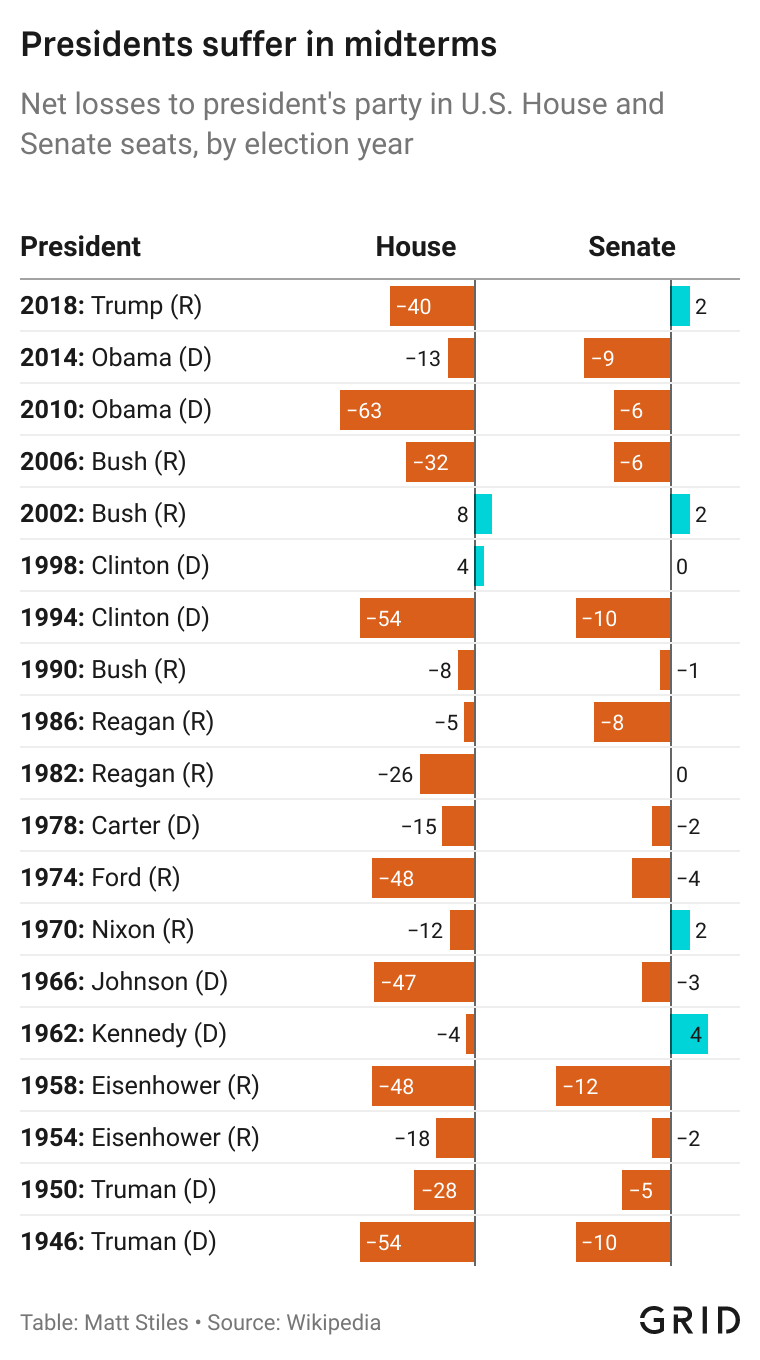 Presidents suffer in midterms
Net losses to president's party in U.S. House and
Senate seats, by election year
President House Senate
2018: Trump (R) −40 2
2014: Obama (D) −13 −9
2010: Obama (D) −63 −6
2006: Bush (R) −32 −6
2002: Bush (R) 8 2
1998: Clinton (D) 4 0
1994: Clinton (D) −54 −10
1990: Bush (R) −8 −1
1986: Reagan (R) −5 −8
1982: Reagan (R) −26 0
1978: Carter (D) −15 −2
1974: Ford (R) −48 −4
1970: Nixon (R) −12 2
1966: Johnson (D) −47 −3
1962: Kennedy (D) −4 4
1958: Eisenhower (R) −48 −12
1954: Eisenhower (R) −18 −2
1950: Truman (D) −28 −5
1946: Truman (D) −54 −10
Table: Matt Stiles • Source: Wikipedia GRID